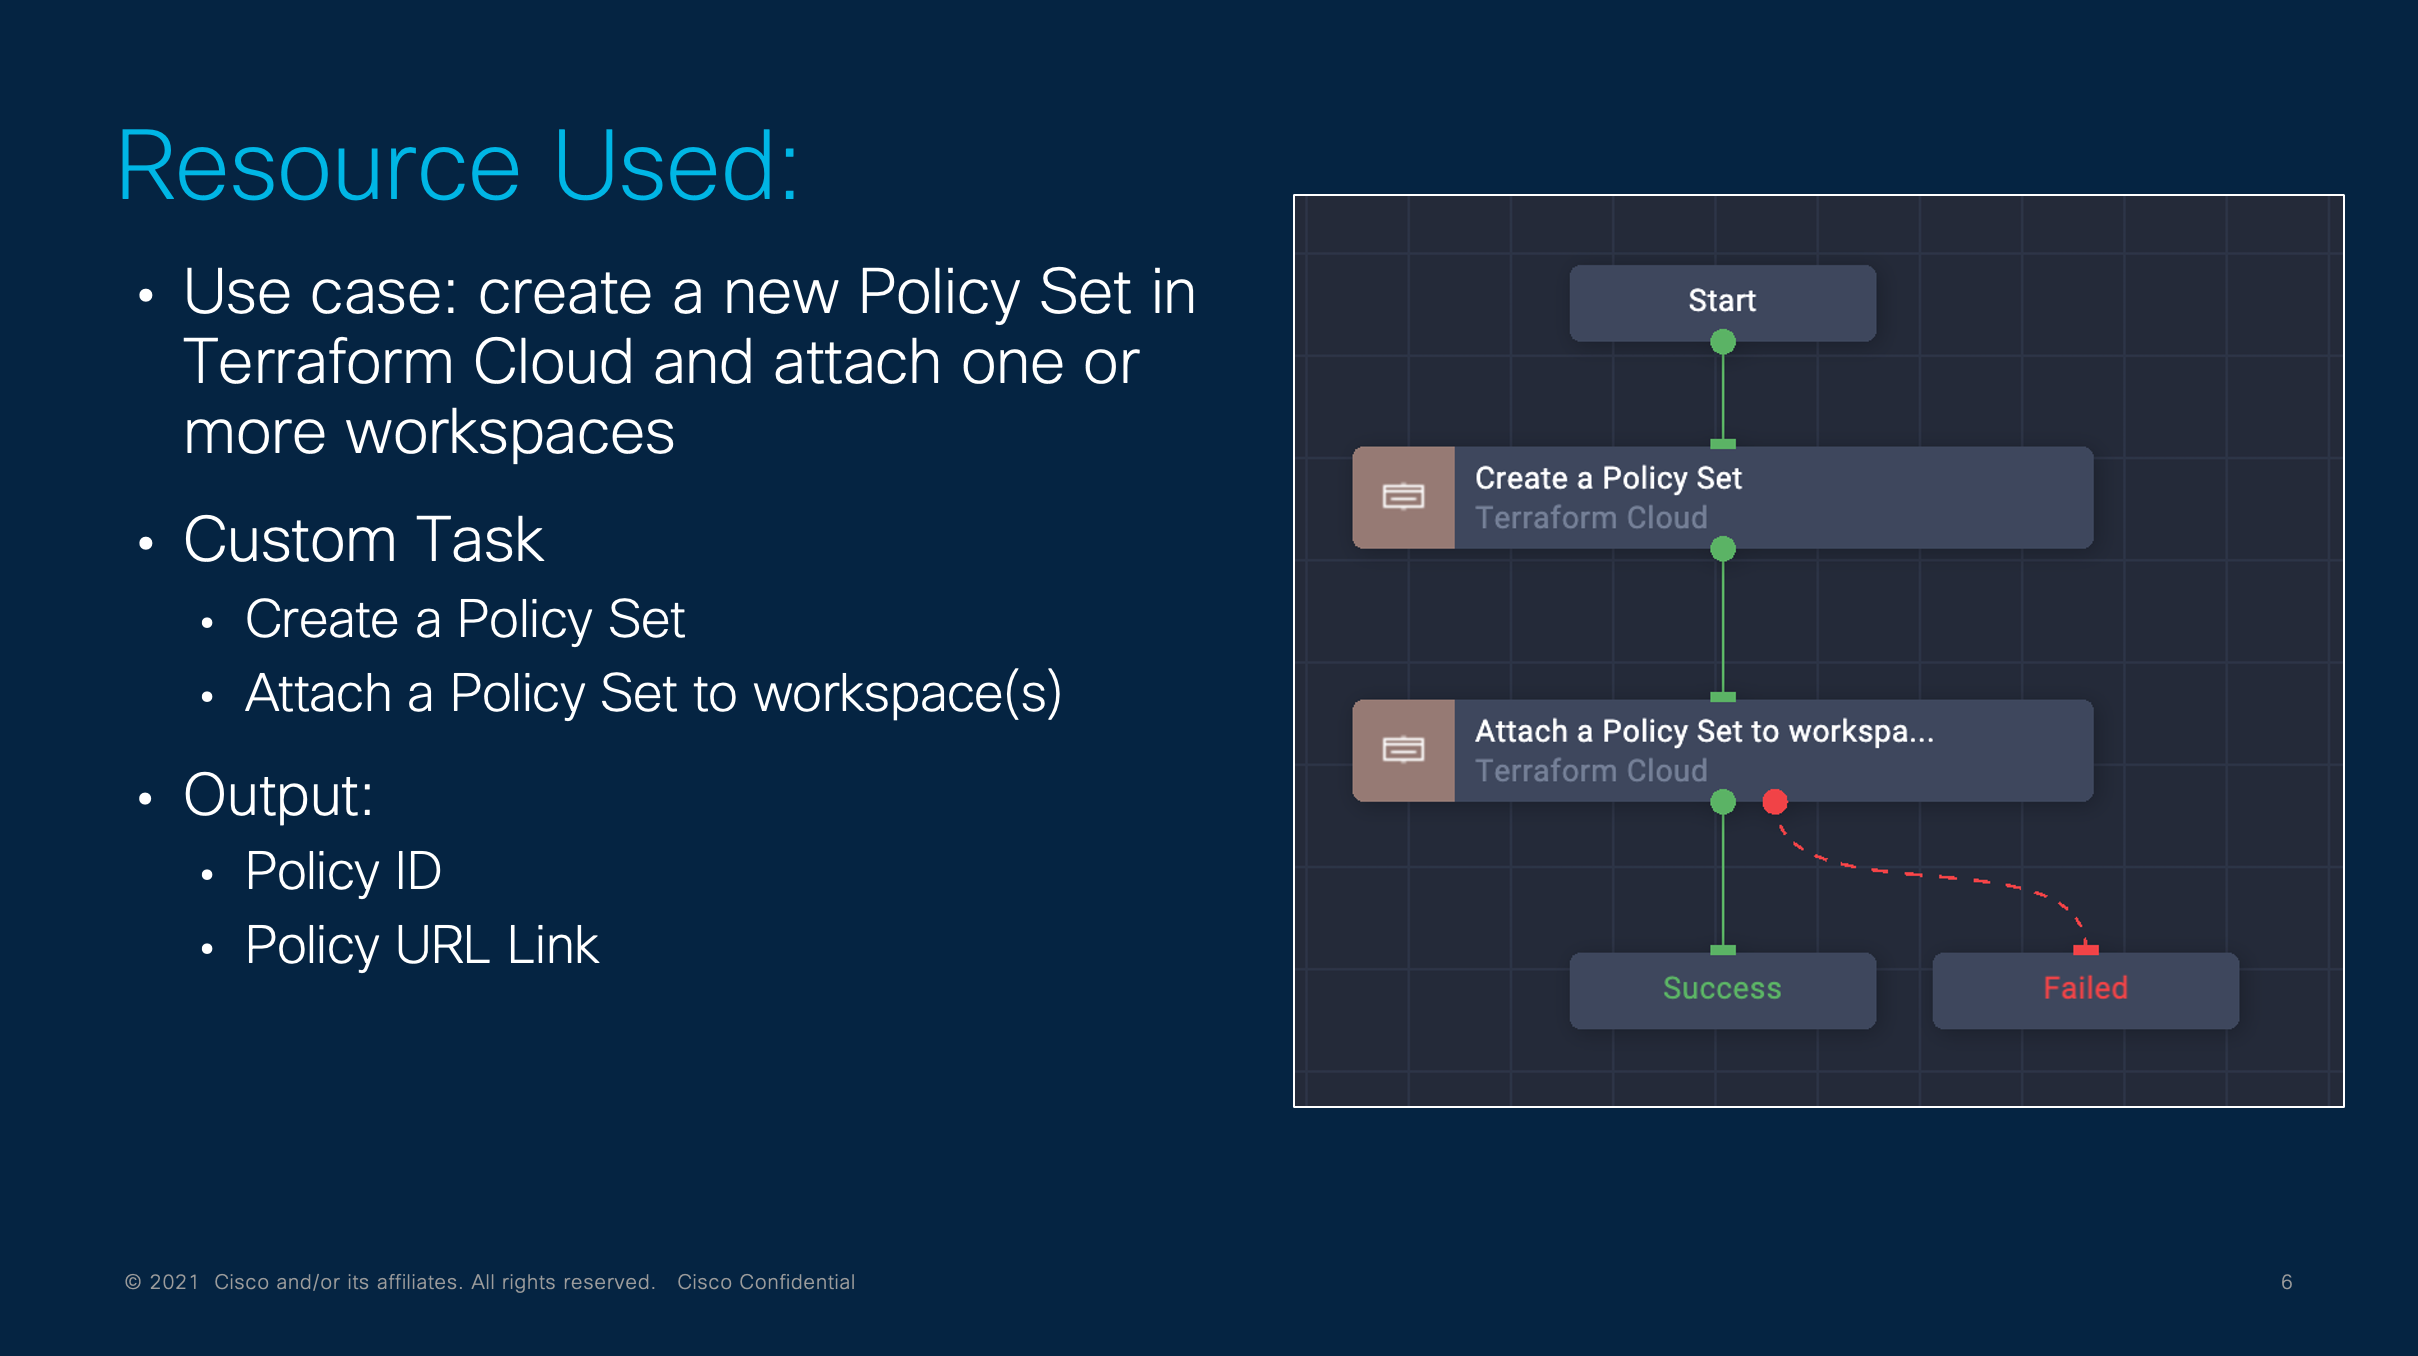 Resource Used:
• Use case: create a new Policy Set in
Terraform Cloud and attach one or
more workspaces
• Custom Task
• Create a Policy Set
• Attach a Policy Set to workspace(s)
• Output:
• Policy ID
• Policy URL Link
Start
Create a Policy Set
Terraform Cloud
Attach a Policy Set to workspa...
Terraform Cloud
Success
Failed
© 2021 Cisco and/or its affiliates. All rights reserved. Cisco Confidential
6